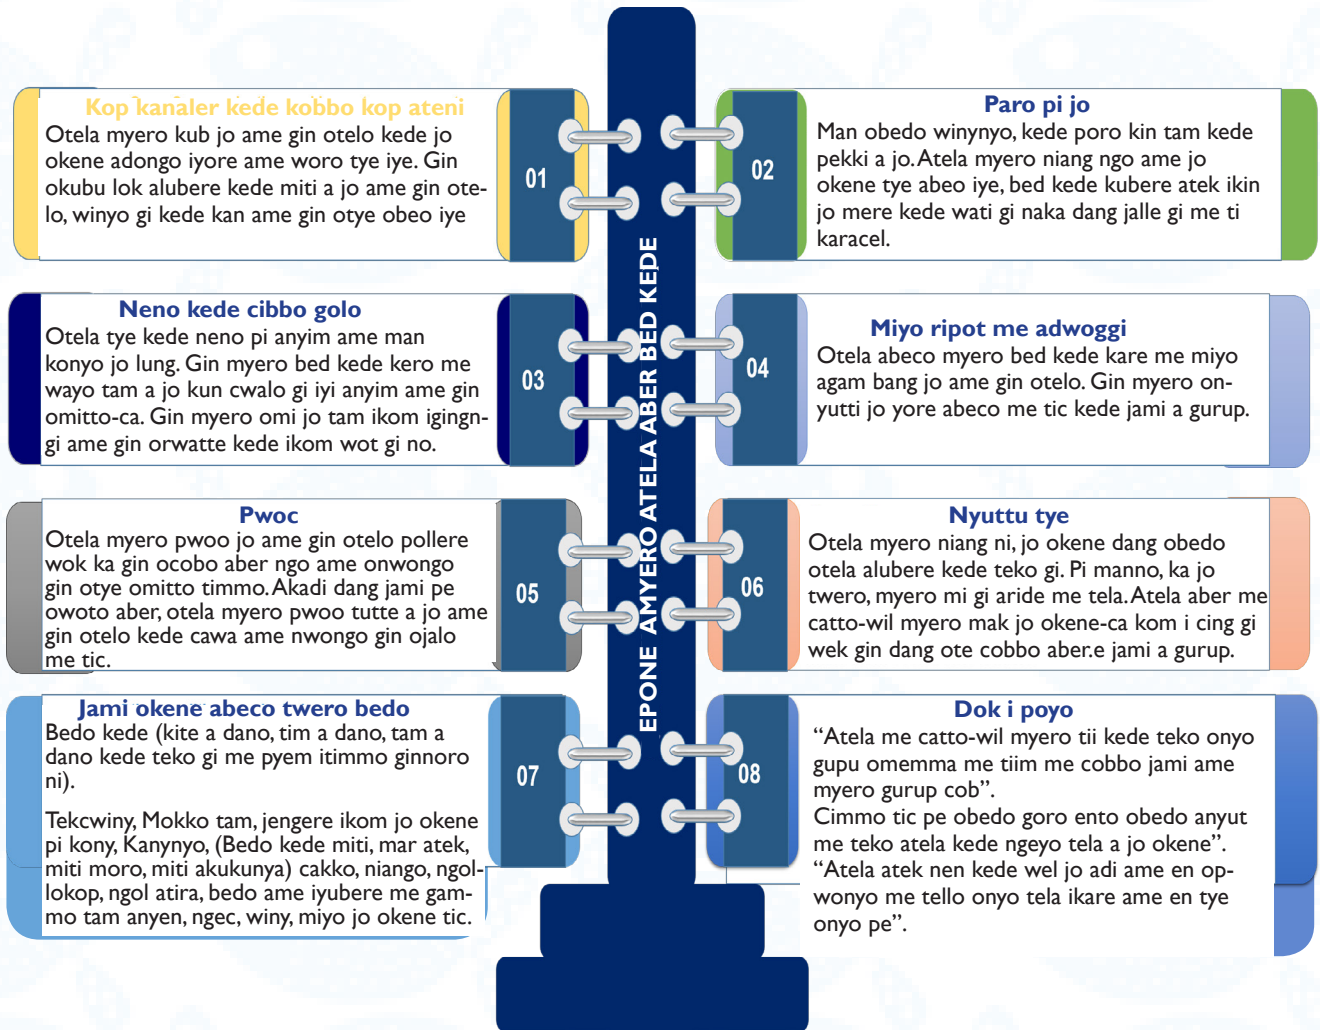 EPONE AMYERO ATELA ABER BED KEDE
01
Kop kanaler kede kobbo kop ateni
Otela myero kub jo ame gin otelo kede jo
okene adongo iyore ame woro tye iye. Gin
okubu lok alubere kede miti a jo ame gin ote-
lo, winyo gi kede kan ame gin otye obeo iye
02
Paro pi jo
Man obedo winynyo, kede poro kin tam kede
pekki a jo. Atela myero niang ngo ame jo
okene tye abeo iye, bed kede kubere atek ikin
jo mere kede wati gi naka dang jalle gi me ti
karacel.
03
Neno kede cibbo golo
Otela tye kede neno pi anyim ame man
konyo jo lung. Gin myero bed kede kero me
wayo tam a jo kun cwalo gi iyi anyim ame gin
omitto-ca. Gin myero omi jo tam ikom igingn-
gi ame gin orwatte kede ikom wot gi no.
04
Miyo ripot me adwoggi
Otela abeco myero bed kede kare me miyo
agam bang jo ame gin otelo. Gin myero on-
yutti jo yore abeco me tic kede jami a gurup.
05
Pwoc
Otela myero pwoo jo ame gin otelo pollere
wok ka gin ocobo aber ngo ame onwongo
gin otye omitto timmo. Akadi dang jami pe
owoto aber, otela myero pwoo tutte a jo ame
gin otelo kede cawa ame nwongo gin ojalo
me tic.
06
Nyuttu tye
Otela myero niang ni, jo okene dang obedo
otela alubere kede teko gi. Pi manno, ka jo
twero, myero mi gi aride me tela. Atela aber me
catto-wil myero mak jo okene-ca kom i cing gi
wek gin dang ote cobbo aber.e jami a gurup.
07
Jami okene abeco twero bedo
Bedo kede (kite a dano, tim a dano, tam a
dano kede teko gi me pyem itimmo ginnoro
ni).
Tekcwiny, Mokko tam, jengere ikom jo okene
pi kony, Kanynyo, (Bedo kede miti, mar atek,
miti moro, miti akukunya) cakko, niango, ngol-
lokop, ngol atira, bedo ame iyubere me gam-
mo tam anyen, ngec, winy, miyo jo okene tic.
08
Dok i poyo
“Atela me catto-wil myero tii kede teko onyo
gupu omemma me tiim me cobbo jami ame
myero gurup cob”.
Cimmo tic pe obedo goro ento obedo anyut
me teko atela kede ngeyo tela a jo okene”.
“Atela atek nen kede wel jo adi ame en op-
wonyo me tello onyo tela ikare ame en tye
onyo pe”.